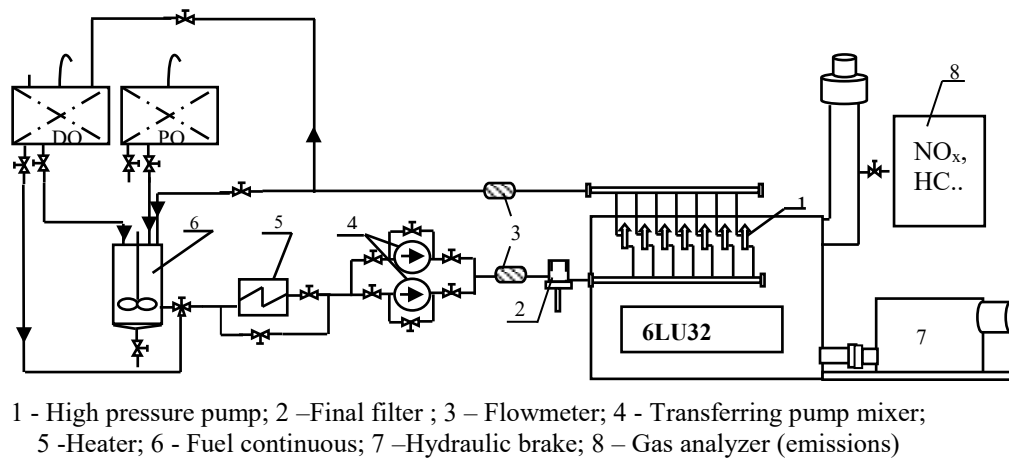 8
DO
PO
NOₓ,
HC..
6
5
4
3
1
2
6LU32
7
1 - High pressure pump; 2 –Final filter ; 3 – Flowmeter; 4 - Transferring pump mixer;
5 -Heater; 6 - Fuel continuous; 7 –Hydraulic brake; 8 – Gas analyzer (emissions)